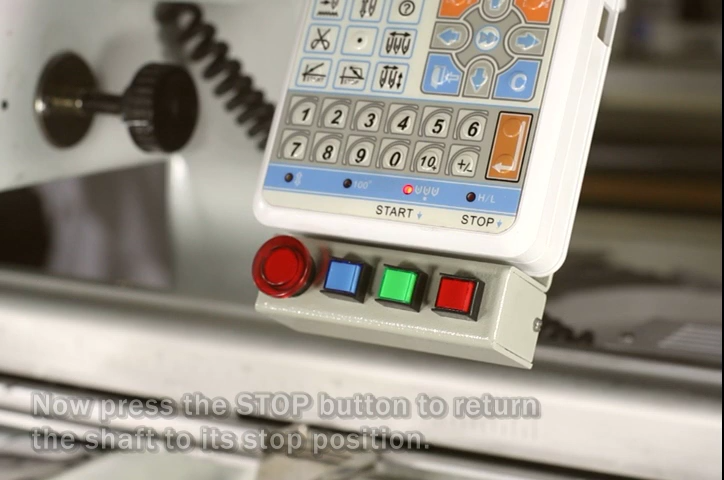 ?
1 2 3 4 5 6
7 8 9 0 10. +/-
100° H/L
START STOP
Now press the STOP button to return
the shaft to its stop position.